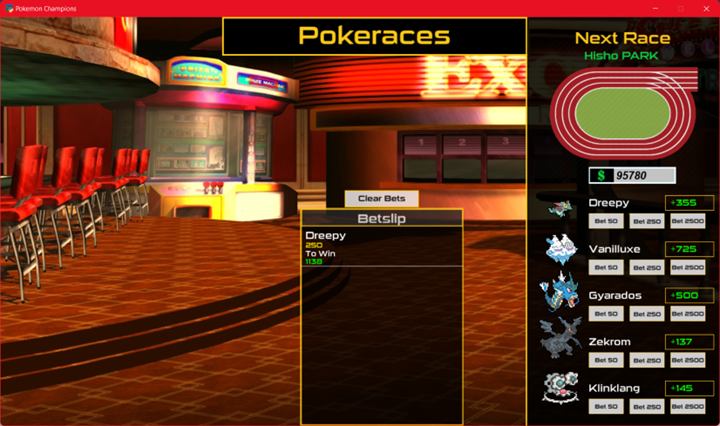 Pokemon Champions
Pokeraces
EXC
1 2 3
Clear Bets
Betslip
Dreepy
250
To Win
1138
Next Race
Hisho PARK
$ 95780
Dreepy +355
Bet 50 Bet 250 Bet 2500
Vanilluxe +725
Bet 50 Bet 250 Bet 2500
Gyarados +500
Bet 50 Bet 250 Bet 2500
Zekrom +137
Bet 50 Bet 250 Bet 2500
Klinklang +145
Bet 50 Bet 250 Bet 2500